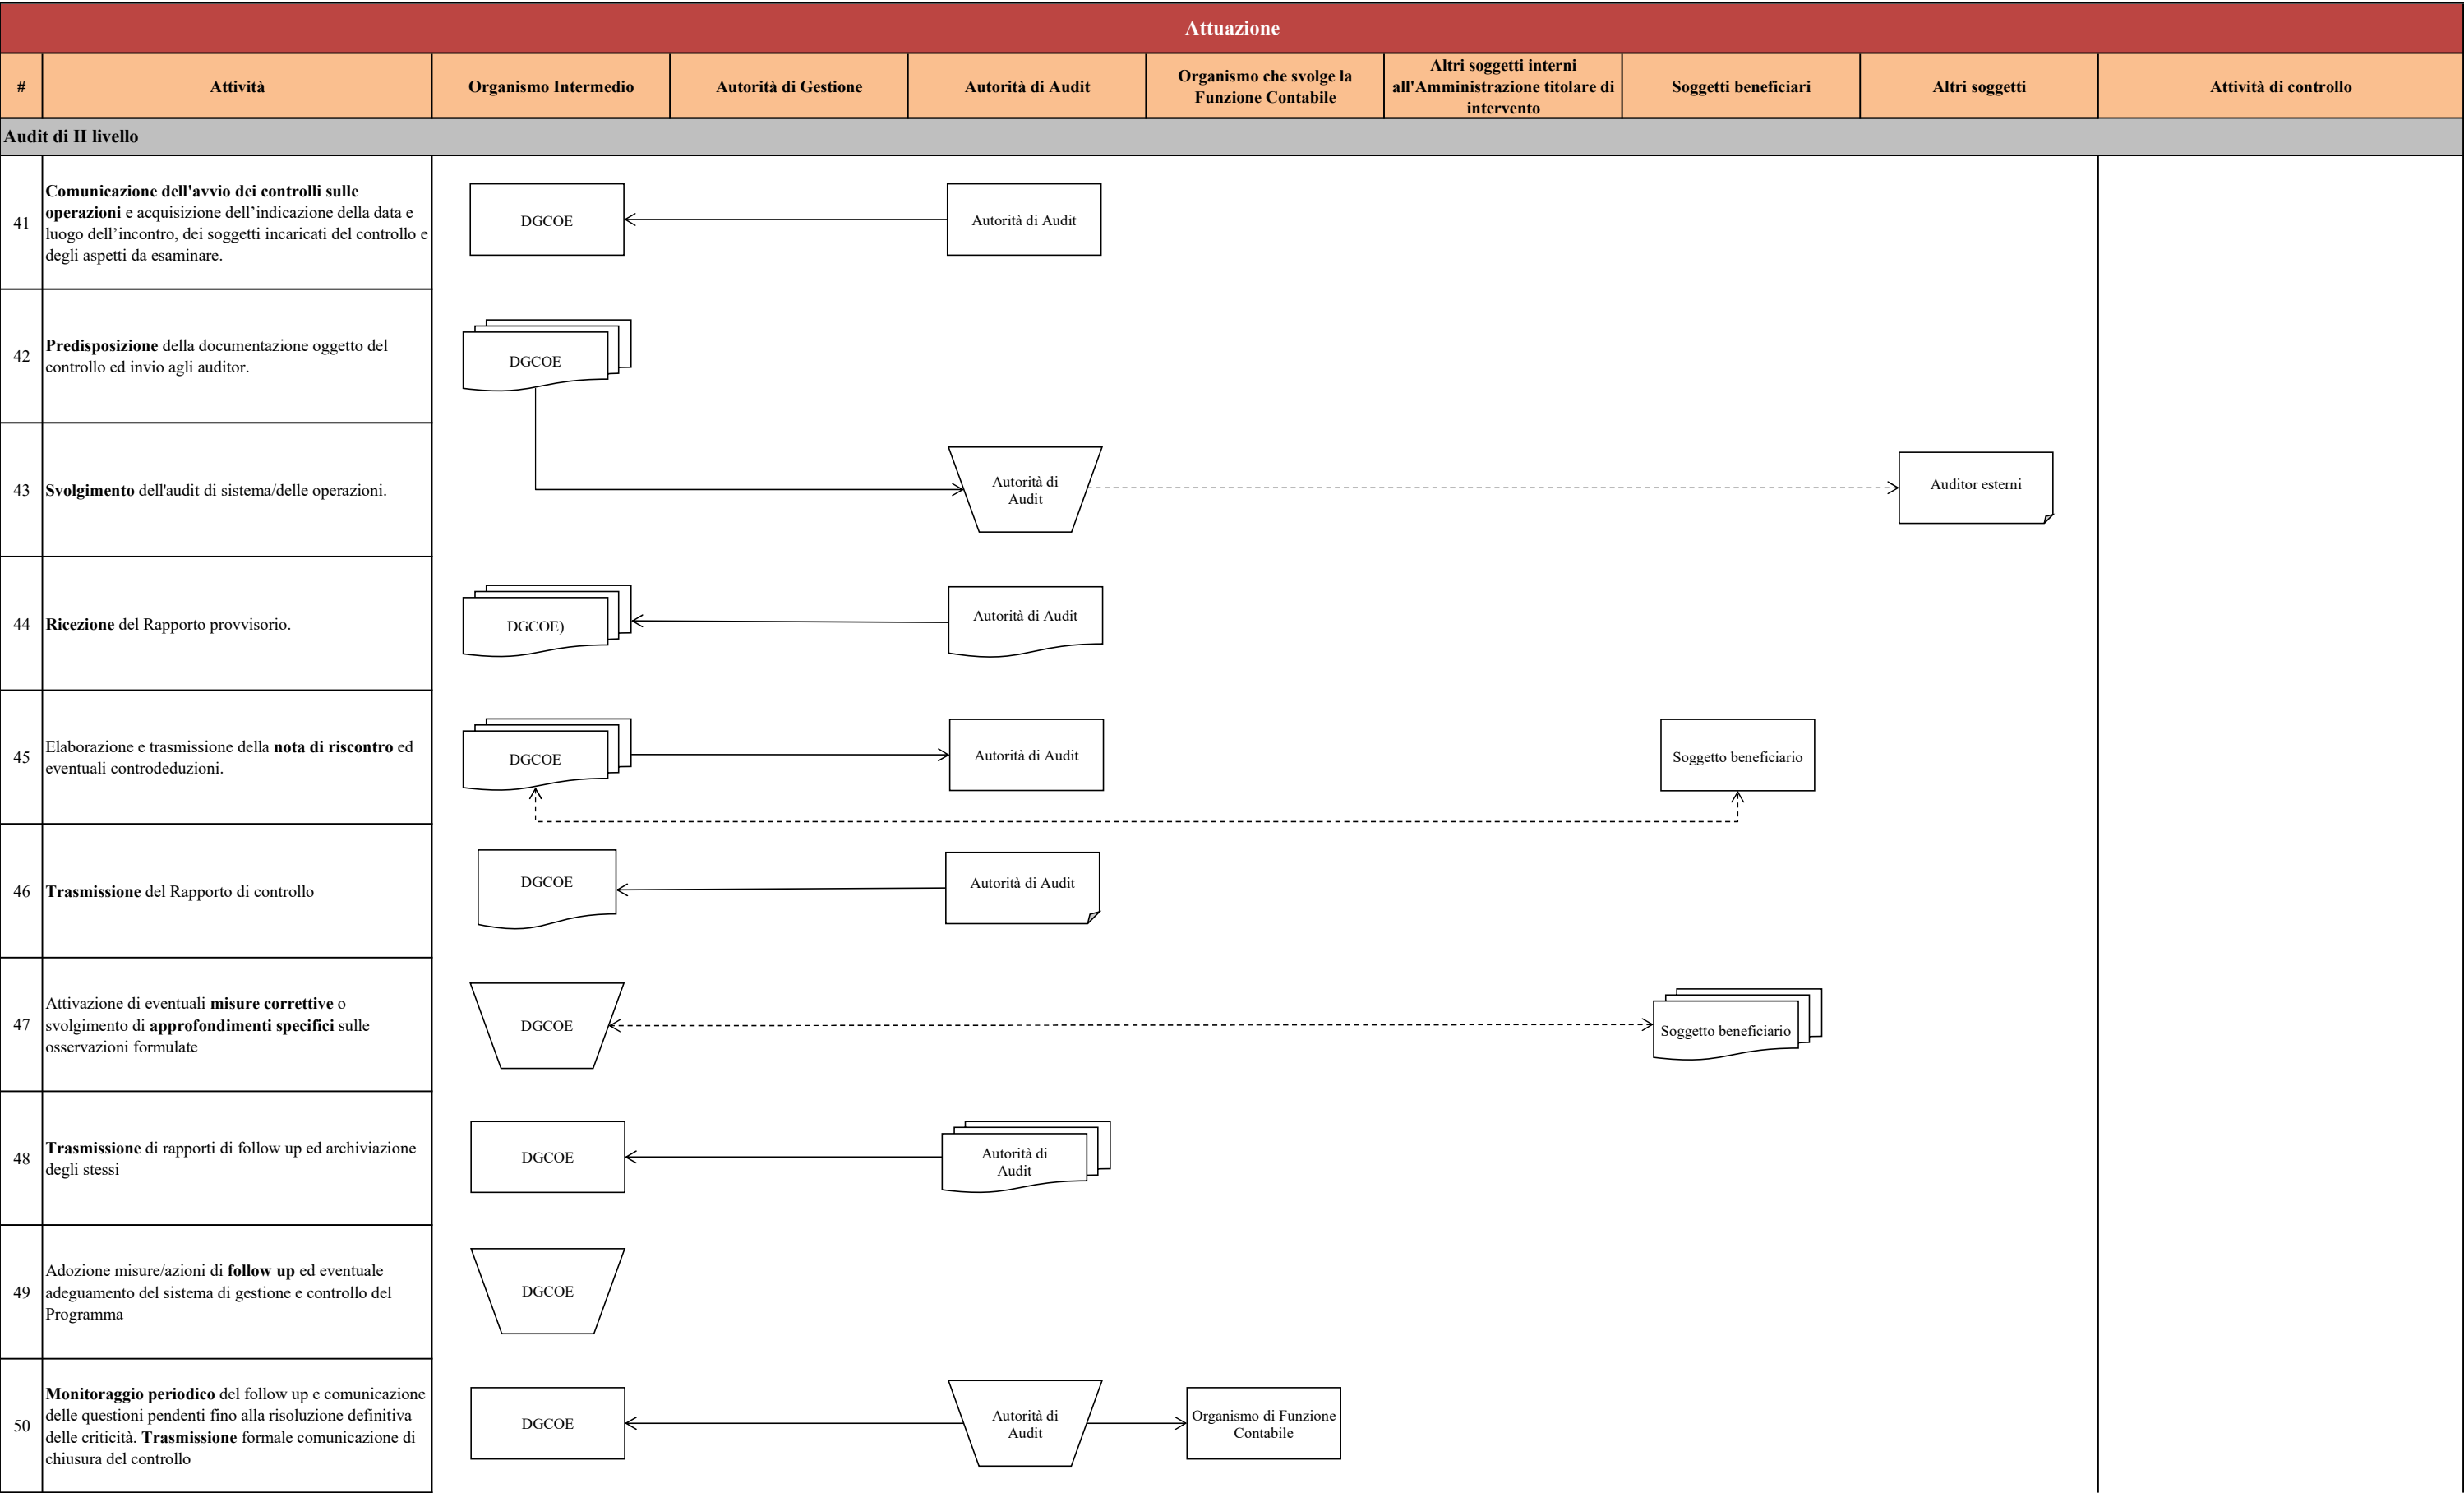 Attuazione
#
Attività
Organismo Intermedio
Autorità di Gestione
Autorità di Audit
Organismo che svolge la
Funzione Contabile
Altri soggetti interni
all'Amministrazione titolare di
intervento
Soggetti beneficiari
Altri soggetti
Attività di controllo
Audit di II livello
41
Comunicazione dell'avvio dei controlli sulle
operazioni e acquisizione dell’indicazione della data e
luogo dell’incontro, dei soggetti incaricati del controllo e
degli aspetti da esaminare.
DGCOE
Autorità di Audit
42
Predisposizione della documentazione oggetto del
controllo ed invio agli auditor.
DGCOE
43
Svolgimento dell'audit di sistema/delle operazioni.
Autorità di
Audit
Auditor esterni
44
Ricezione del Rapporto provvisorio.
DGCOE)
Autorità di Audit
45
Elaborazione e trasmissione della nota di riscontro ed
eventuali controdeduzioni.
DGCOE
Autorità di Audit
Soggetto beneficiario
46
Trasmissione del Rapporto di controllo
DGCOE
Autorità di Audit
47
Attivazione di eventuali misure correttive o
svolgimento di approfondimenti specifici sulle
osservazioni formulate
DGCOE
Soggetto beneficiario
48
Trasmissione di rapporti di follow up ed archiviazione
degli stessi
DGCOE
Autorità di
Audit
49
Adozione misure/azioni di follow up ed eventuale
adeguamento del sistema di gestione e controllo del
Programma
DGCOE
50
Monitoraggio periodico del follow up e comunicazione
delle questioni pendenti fino alla risoluzione definitiva
delle criticità. Trasmissione formale comunicazione di
chiusura del controllo
DGCOE
Autorità di
Audit
Organismo di Funzione
Contabile